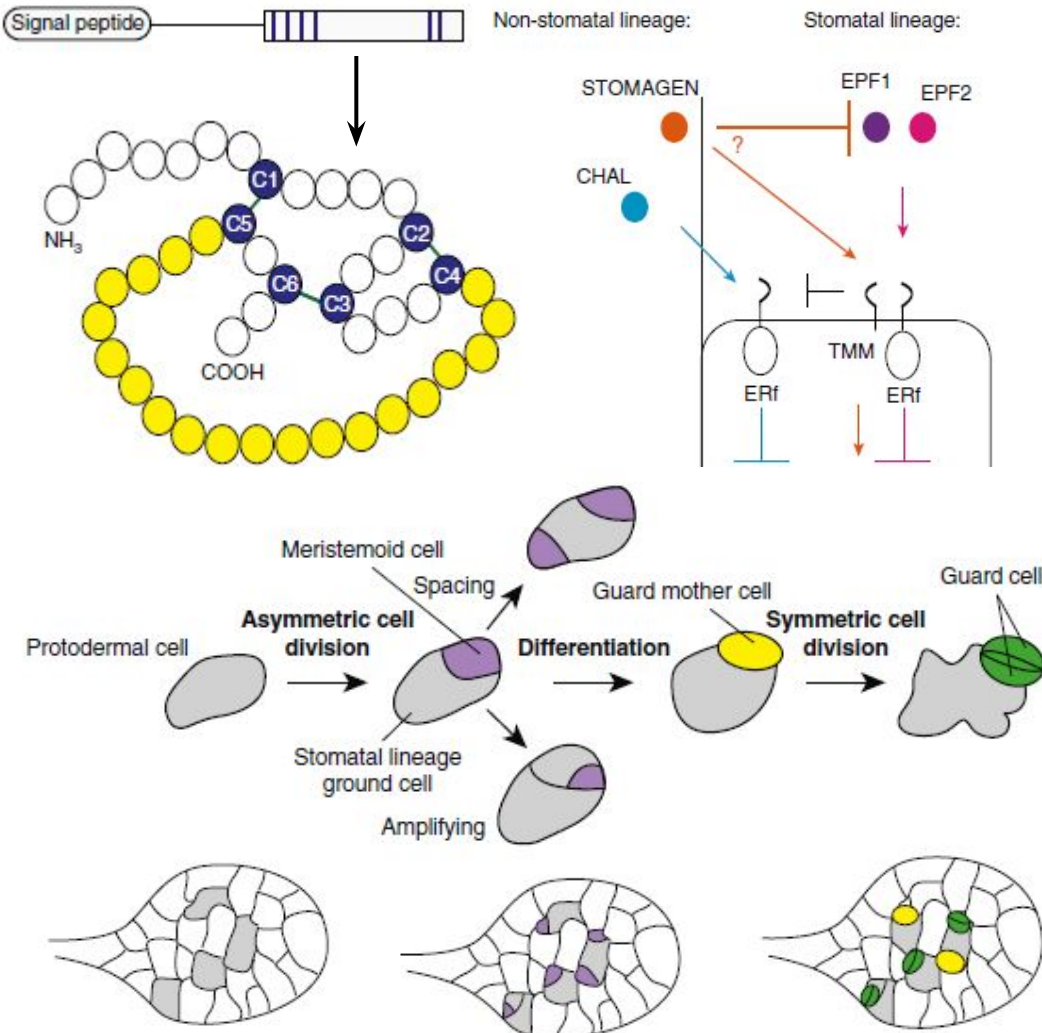 Signal peptide
Non-stomatal lineage:
Stomatal lineage:
STOMAGEN
EPF1
EPF2
?
CHAL
C1
C5
C2
C4
C6
C3
NH3
COOH
TMM
ERf
ERf
Meristemoid cell
Spacing
Guard mother cell
Guard cell
Protodermal cell
Asymmetric cell
division
Differentiation
Symmetric cell
division
Stomatal lineage
ground cell
Amplifying